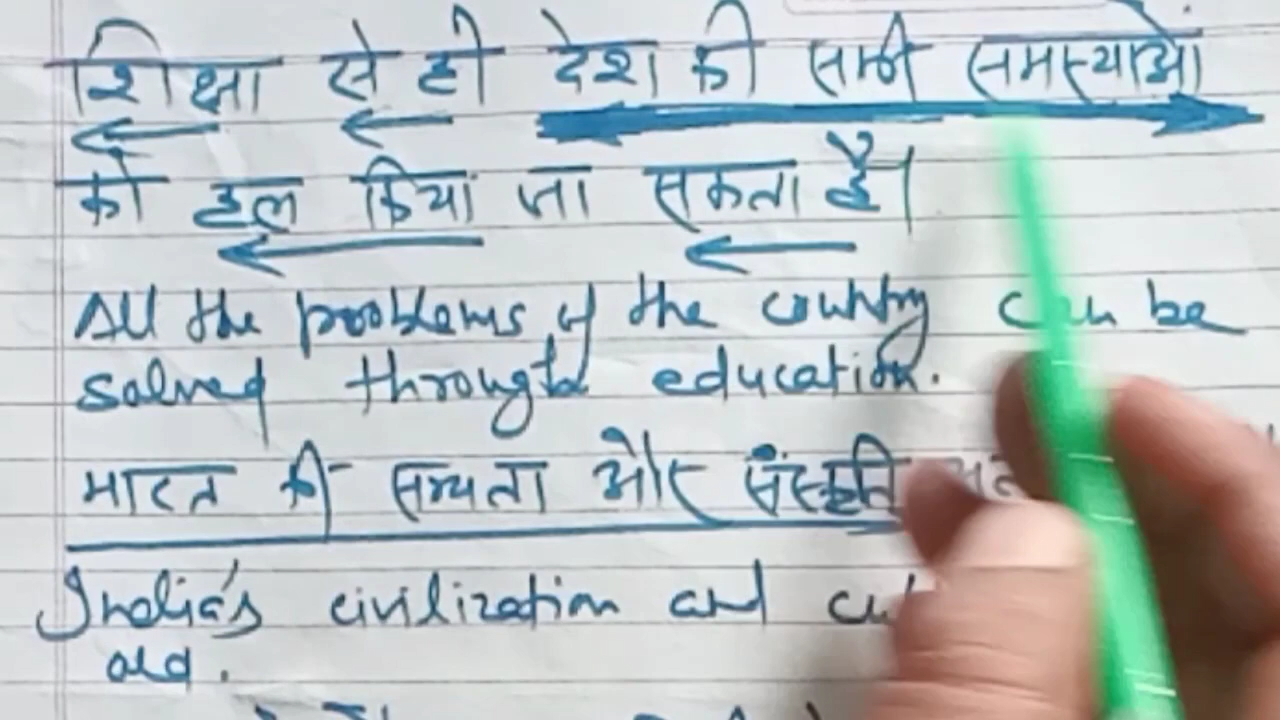 शिक्षा से ही देश की सभी समस्याओं
को हल किया जा सकता है।
All the problems of the country can be
solved through education.
भारत की सभ्यता और संस्कृति
India's civilization and
old.